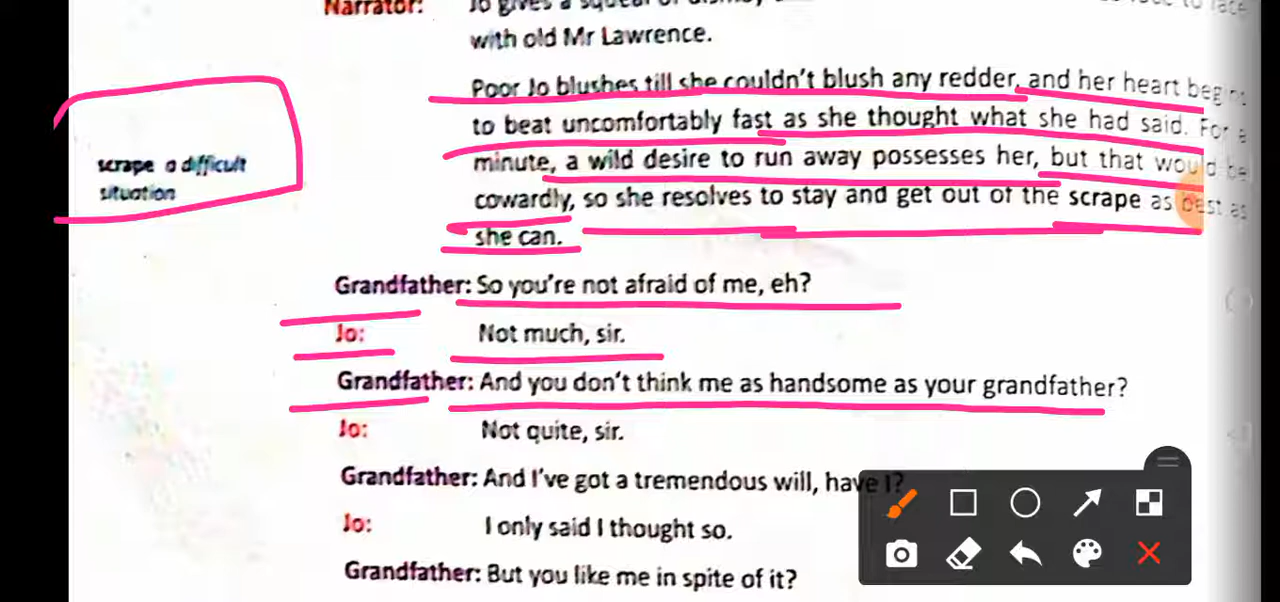 Narrator: Jo gives a squeal of dismay
with old Mr Lawrence.
Poor Jo blushes till she couldn't blush any redder, and her heart begins
to beat uncomfortably fast as she thought what she had said. For a
minute, a wild desire to run away possesses her, but that would be
scrape a difficult
situation
cowardly, so she resolves to stay and get out of the scrape as best as
she can.
Grandfather: So you're not afraid of me, eh?
Jo: Not much, sir.
Grandfather: And you don't think me as handsome as your grandfather?
Jo: Not quite, sir.
Grandfather: And I've got a tremendous will, have I?
Jo: I only said I thought so.
Grandfather: But you like me in spite of it?